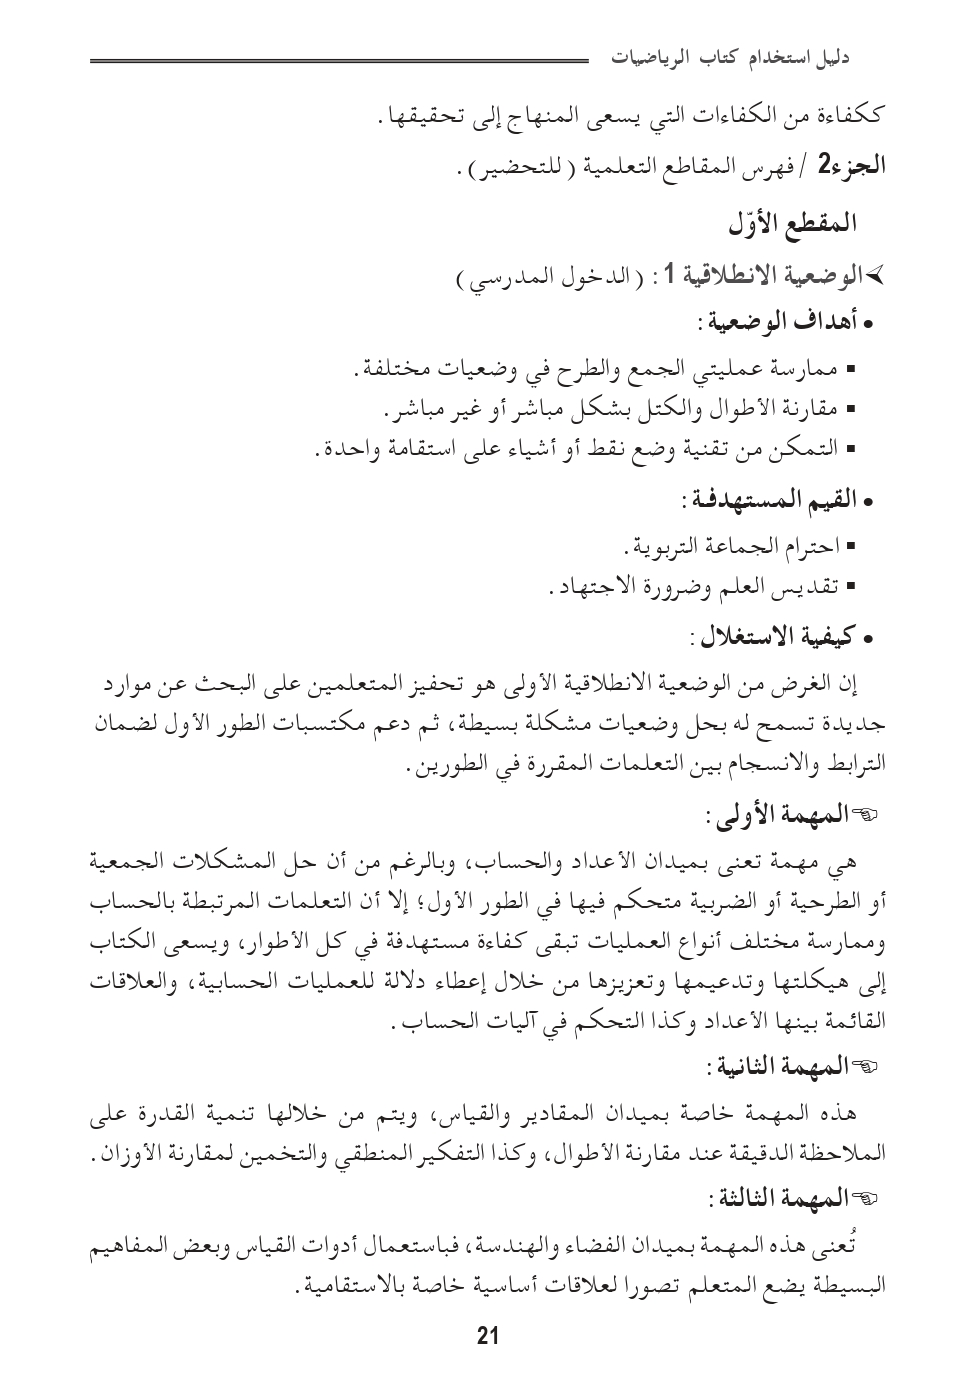 دليل استخدام كتاب الرياضيات
ككفاءة من الكفاءات التي يسعى المنهاج إلى تحقيقها.
الجزء2 / فهرس المقاطع التعلمية (للتحضير).
المقطع الأوّل
الوضعية الانطلاقية 1 : (الدخول المدرسي)
• أهداف الوضعية :
▪ ممارسة عمليتي الجمع والطرح في وضعيات مختلفة.
▪ مقارنة الأطوال والكتل بشكل مباشر أو غير مباشر.
▪ التمكن من تقنية وضع نقط أو أشياء على استقامة واحدة.
• القيم المستهدفة :
▪ احترام الجماعة التربوية.
▪ تقديس العلم وضرورة الاجتهاد.
• كيفية الاستغلال :
إن الغرض من الوضعية الانطلاقية الأولى هو تحفيز المتعلمين على البحث عن موارد
جديدة تسمح له بحل وضعيات مشكلة بسيطة، ثم دعم مكتسبات الطور الأول لضمان
الترابط والانسجام بين التعلمات المقررة في الطورين.
☜المهمة الأولى :
هي مهمة تعنى بميدان الأعداد والحساب، وبالرغم من أن حل المشكلات الجمعية
أو الطرحية أو الضربية متحكم فيها في الطور الأول؛ إلا أن التعلمات المرتبطة بالحساب
وممارسة مختلف أنواع العمليات تبقى كفاءة مستهدفة في كل الأطوار، ويسعى الكتاب
إلى هيكلتها وتدعيمها وتعزيزها من خلال إعطاء دلالة للعمليات الحسابية، والعلاقات
القائمة بينها الأعداد وكذا التحكم في آليات الحساب.
☜المهمة الثانية :
هذه المهمة خاصة بميدان المقادير والقياس، ويتم من خلالها تنمية القدرة على
الملاحظة الدقيقة عند مقارنة الأطوال، وكذا التفكير المنطقي والتخمين لمقارنة الأوزان.
☜المهمة الثالثة :
تُعنى هذه المهمة بميدان الفضاء والهندسة، فباستعمال أدوات القياس وبعض المفاهيم
البسيطة يضع المتعلم تصورا لعلاقات أساسية خاصة بالاستقامية.
21